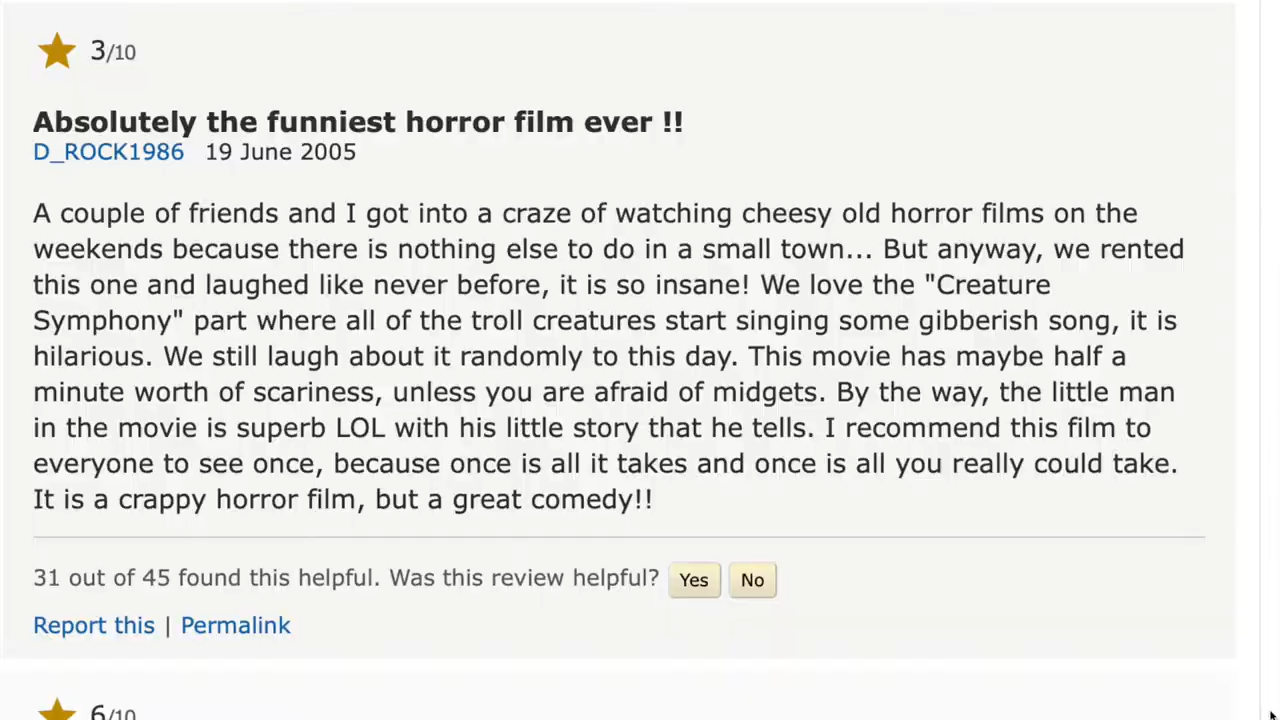 3/10
Absolutely the funniest horror film ever !!
D_ROCK1986 19 June 2005
A couple of friends and I got into a craze of watching cheesy old horror films on the
weekends because there is nothing else to do in a small town... But anyway, we rented
this one and laughed like never before, it is so insane! We love the "Creature
Symphony" part where all of the troll creatures start singing some gibberish song, it is
hilarious. We still laugh about it randomly to this day. This movie has maybe half a
minute worth of scariness, unless you are afraid of midgets. By the way, the little man
in the movie is superb LOL with his little story that he tells. I recommend this film to
everyone to see once, because once is all it takes and once is all you really could take.
It is a crappy horror film, but a great comedy!!
31 out of 45 found this helpful. Was this review helpful? Yes No
Report this | Permalink
6/10